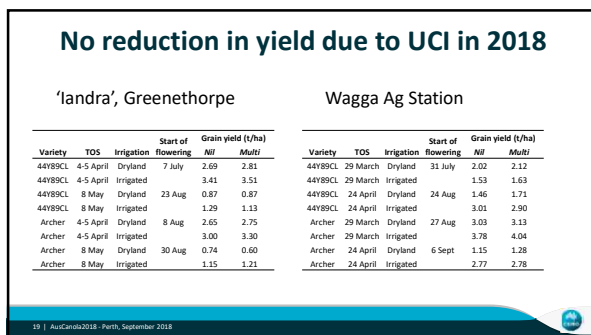 No reduction in yield due to UCI in 2018
'Iandra', Greenethorpe
Variety TOS Irrigation Start of flowering Grain yield (t/ha)
Nil Multi
44Y89CL 4-5 April Dryland 7 July 2.69 2.81
44Y89CL 4-5 April Irrigated 3.41 3.51
44Y89CL 8 May Dryland 23 Aug 0.87 0.87
44Y89CL 8 May Irrigated 1.29 1.13
Archer 4-5 April Dryland 8 Aug 2.65 2.75
Archer 4-5 April Irrigated 3.00 3.30
Archer 8 May Dryland 30 Aug 0.74 0.60
Archer 8 May Irrigated 1.15 1.21
Wagga Ag Station
Variety TOS Irrigation Start of flowering Grain yield (t/ha)
Nil Multi
44Y89CL 29 March Dryland 31 July 2.02 2.12
44Y89CL 29 March Irrigated 1.53 1.63
44Y89CL 24 April Dryland 24 Aug 1.46 1.71
44Y89CL 24 April Irrigated 3.01 2.90
Archer 29 March Dryland 27 Aug 3.03 3.13
Archer 29 March Irrigated 3.78 4.04
Archer 24 April Dryland 6 Sept 1.15 1.28
Archer 24 April Irrigated 2.77 2.78
19 | AusCanola2018 - Perth, September 2018
CSIRO